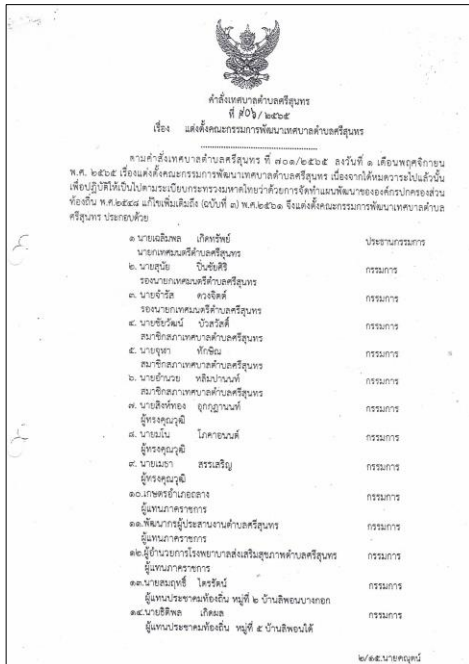 คำสั่งเทศบาลตำบลศรีสุนทร
ที่ ๗๐๖/๒๕๖๕
เรื่อง แต่งตั้งคณะกรรมการพัฒนาเทศบาลตำบลศรีสุนทร
ตามคำสั่งเทศบาลตำบลศรีสุนทร ที่ ๗๐๑/๒๕๖๕ ลงวันที่ ๑ เดือนพฤศจิกายน
พ.ศ. ๒๕๖๕ เรื่องแต่งตั้งคณะกรรมการพัฒนาเทศบาลตำบลศรีสุนทร เนื่องจากได้หมดวาระไปแล้วนั้น
เพื่อปฏิบัติให้เป็นไปตามระเบียบกระทรวงมหาดไทยว่าด้วยการจัดทำแผนพัฒนาขององค์กรปกครองส่วน
ท้องถิ่น พ.ศ.๒๕๔๘ แก้ไขเพิ่มเติมถึง (ฉบับที่ ๓) พ.ศ.๒๕๖๑ จึงแต่งตั้งคณะกรรมการพัฒนาเทศบาลตำบล
ศรีสุนทร ประกอบด้วย
๑ นายเฉลิมพล เกิดทรัพย์ ประธานกรรมการ
นายกเทศมนตรีตำบลศรีสุนทร
๒. นายสุนัย ปิ่นชัยศิริ กรรมการ
รองนายกเทศมนตรีตำบลศรีสุนทร
๓. นายจำรัส ดวงจิตต์ กรรมการ
รองนายกเทศมนตรีตำบลศรีสุนทร
๔. นายชัยวัฒน์ บัวสวัสดิ์ กรรมการ
สมาชิกสภาเทศบาลตำบลศรีสุนทร
๕. นายจุฬา ทักษิณ กรรมการ
สมาชิกสภาเทศบาลตำบลศรีสุนทร
๖. นายอำนวย หลิมปานนท์ กรรมการ
สมาชิกสภาเทศบาลตำบลศรีสุนทร
๗. นายสิงห์ทอง อุกกฎานนท์ กรรมการ
ผู้ทรงคุณวุฒิ
๘. นายมโน โภคาอนนต์ กรรมการ
ผู้ทรงคุณวุฒิ
๙. นายเมธา สรรเสริญ กรรมการ
ผู้ทรงคุณวุฒิ
๑๐.เกษตรอำเภอถลาง กรรมการ
ผู้แทนภาคราชการ
๑๑.พัฒนากรผู้ประสานงานตำบลศรีสุนทร กรรมการ
ผู้แทนภาคราชการ
๑๒.ผู้อำนวยการโรงพยาบาลส่งเสริมสุขภาพตำบลศรีสุนทร กรรมการ
ผู้แทนภาคราชการ
๑๓.นายสมฤทธิ์ ไตรรัตน์ กรรมการ
ผู้แทนประชาคมท้องถิ่น หมู่ที่ ๒ บ้านลิพอนบางกอก
๑๔.นายธิติพล เกิดผล กรรมการ
ผู้แทนประชาคมท้องถิ่น หมู่ที่ ๕ บ้านลิพอนใต้
๒/๑๕.นายคณุตน์